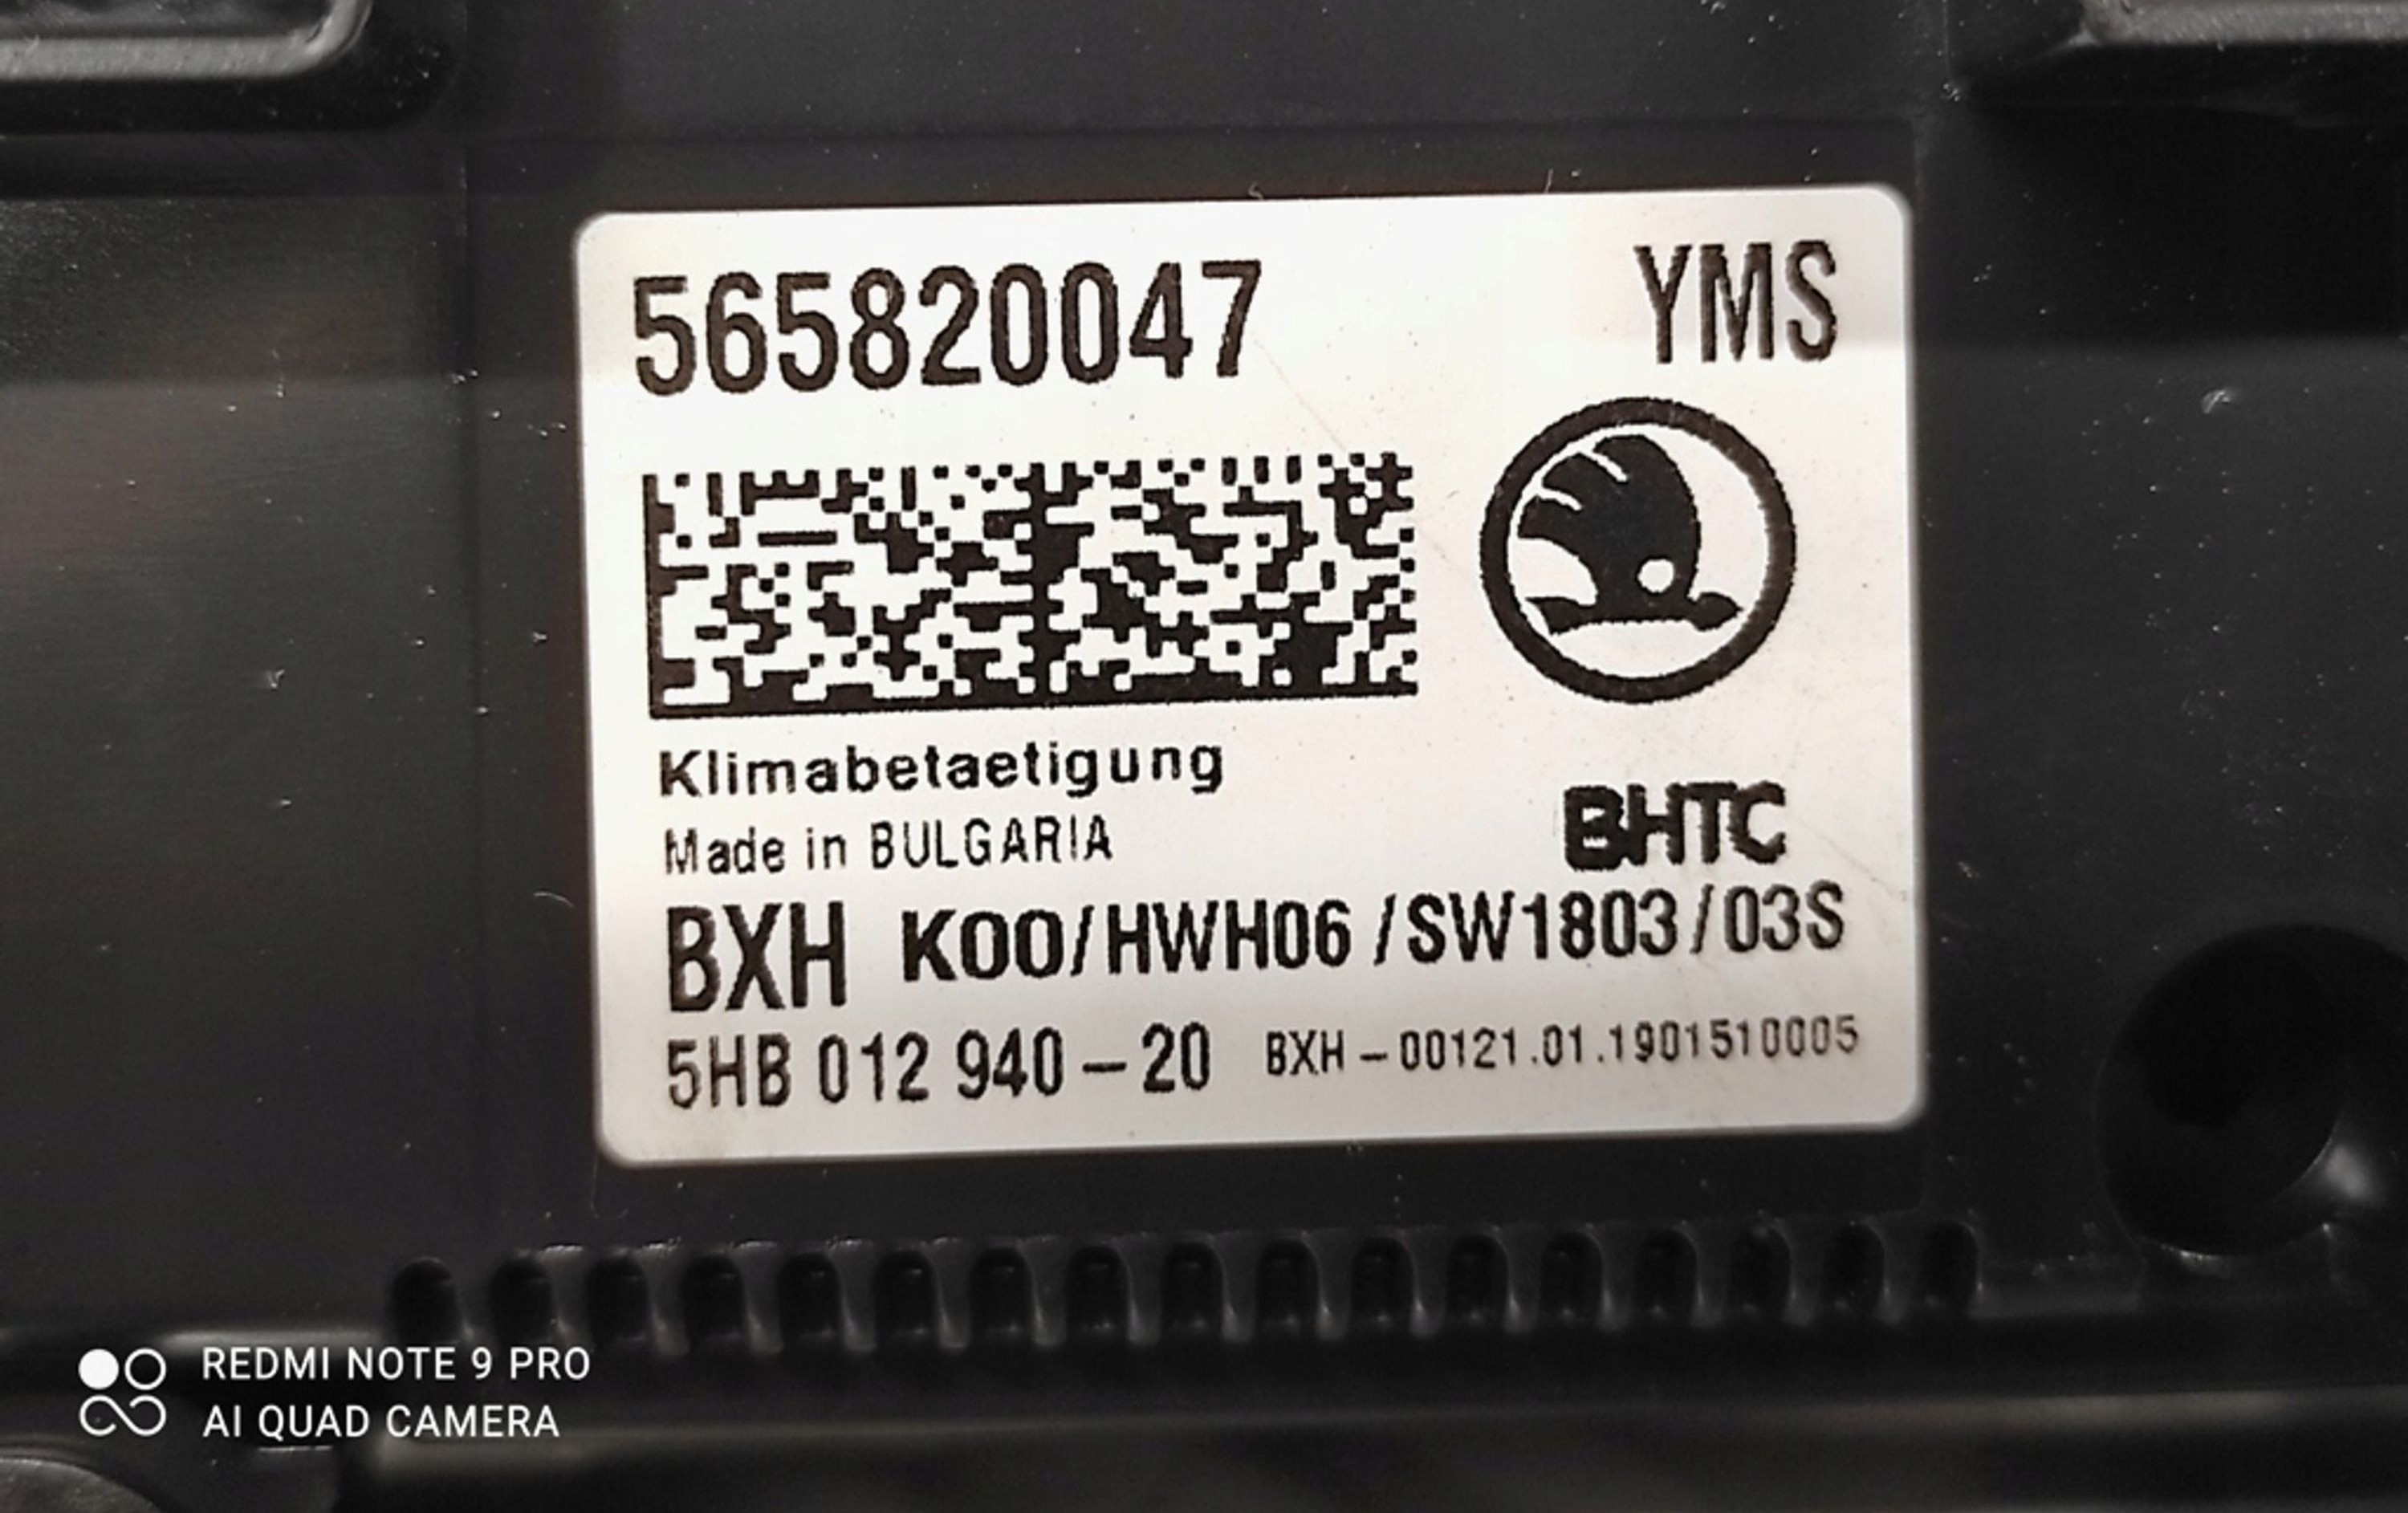 565820047 YMS
Klimabetaetigung
Made in BULGARIA
BHTC
BXH K00/HWH06/SW1803/03S
5HB 012 940-20 BXH-00121.01.1901510005
REDMI NOTE 9 PRO
AI QUAD CAMERA